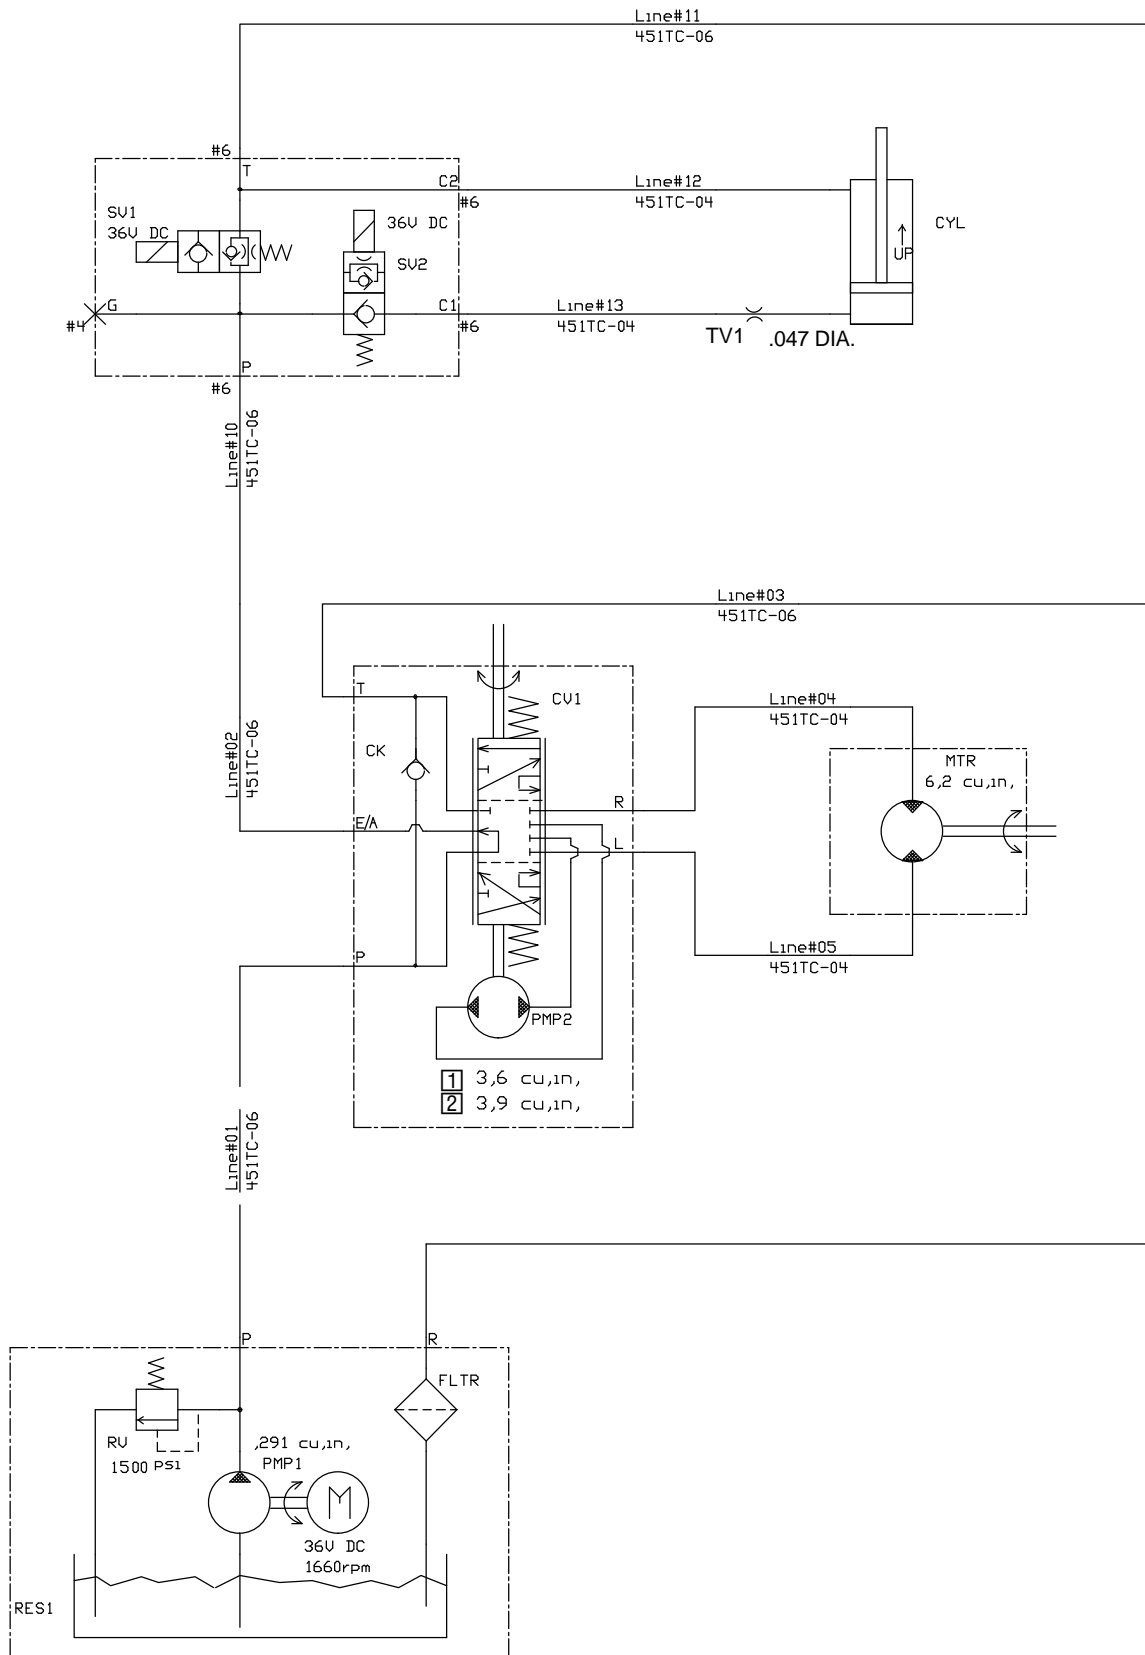 Line#11
451TC-06
#6
T
C2
#6
Line#12
451TC-04
SV1
36V DC
36V DC
SV2
CYL
UP
G
#4
C1
#6
Line#13
451TC-04
TV1 .047 DIA.
P
#6
Line#10
451TC-06
Line#03
451TC-06
T
CV1
Line#04
451TC-04
Line#02
451TC-06
CK
MTR
6,2 cu,in,
R
E/A
L
P
Line#05
451TC-04
PMP2
1 3,6 cu,in,
2 3,9 cu,in,
Line#01
451TC-06
P
R
FLTR
RV
1500 PSI
,291 cu,in,
PMP1
M
36V DC
1660rpm
RES1